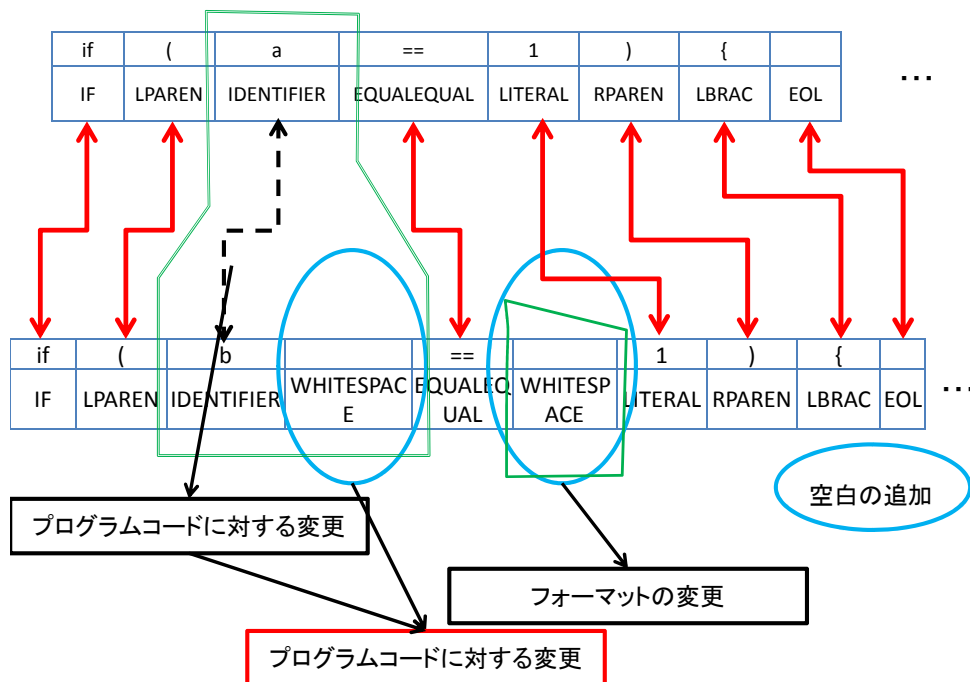 if ( a == 1 ) {
IF LPAREN IDENTIFIER EQUALEQUAL LITERAL RPAREN LBRAC EOL …
if ( b == 1 ) {
IF LPAREN IDENTIFIER WHITESPAC
E EQUALEQ
UAL WHITESP
ACE LITERAL RPAREN LBRAC EOL …
空白の追加
プログラムコードに対する変更
フォーマットの変更
プログラムコードに対する変更